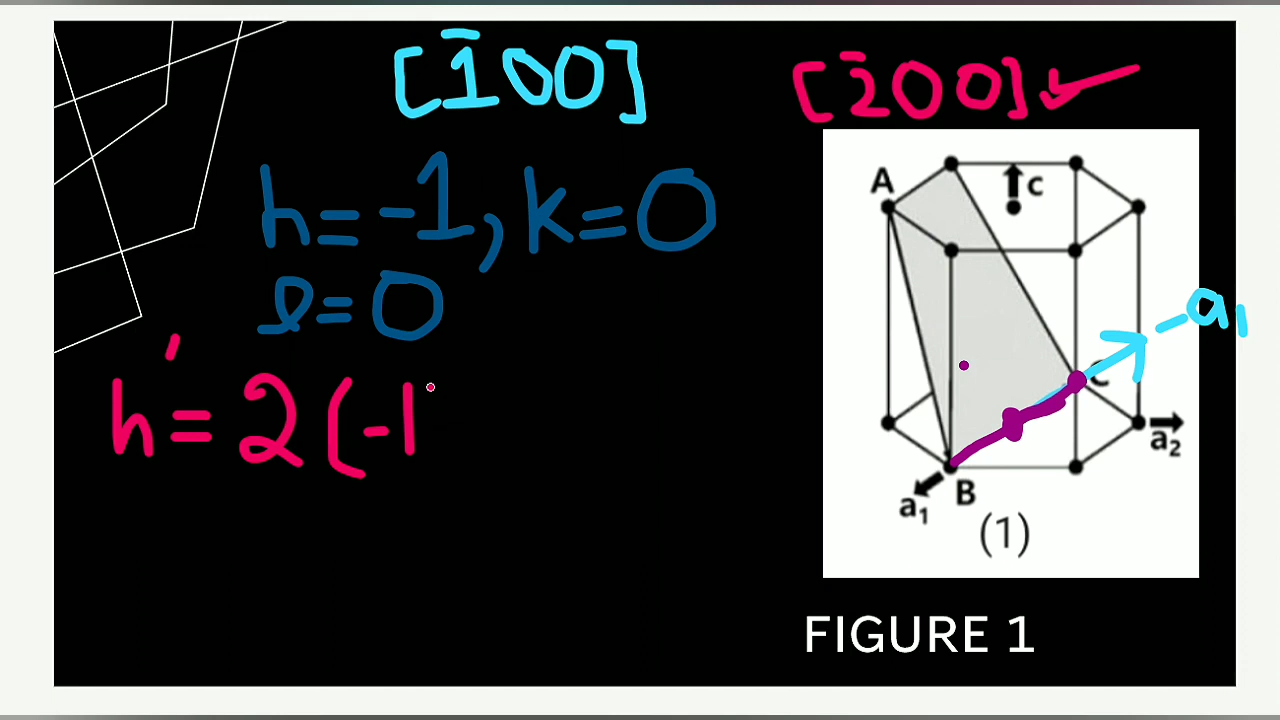 [1̄00]
[2̄00] ✓
h = -1, k = 0
l = 0
h' = 2 (-1
A
c
C
-a₁
a₂
a₁
B
(1)
FIGURE 1